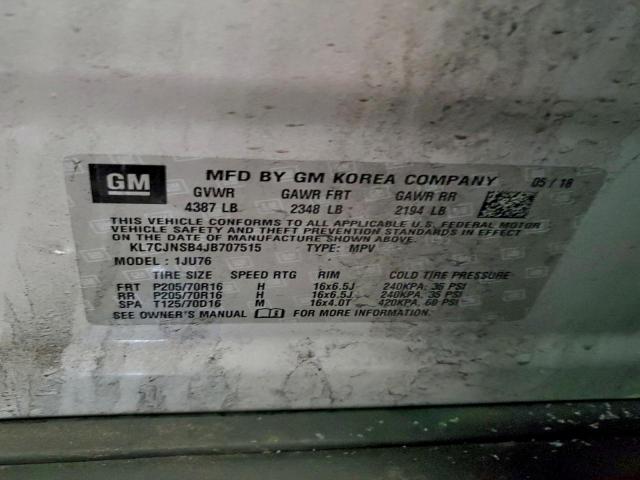 GM MFD BY GM KOREA COMPANY 05/18
GVWR GAWR FRT GAWR RR
4387 LB 2348 LB 2194 LB
THIS VEHICLE CONFORMS TO ALL APPLICABLE U.S. FEDERAL MOTOR
VEHICLE SAFETY, BUMPER, AND THEFT PREVENTION STANDARDS IN
EFFECT ON THE DATE OF MANUFACTURE SHOWN ABOVE.
KL7CJNSB4JB707515 TYPE: MPV
MODEL: 1JU76
TIRE SIZE SPEED RTG RIM COLD TIRE PRESSURE
FRT P205/70R16 H 16x6.5J 240KPA, 35 PSI
RR P205/70R16 H 16x6.5J 240KPA, 35 PSI
SPA T125/70D16 M 16x4.0T 420KPA, 60 PSI
SEE OWNER'S MANUAL FOR MORE INFORMATION.